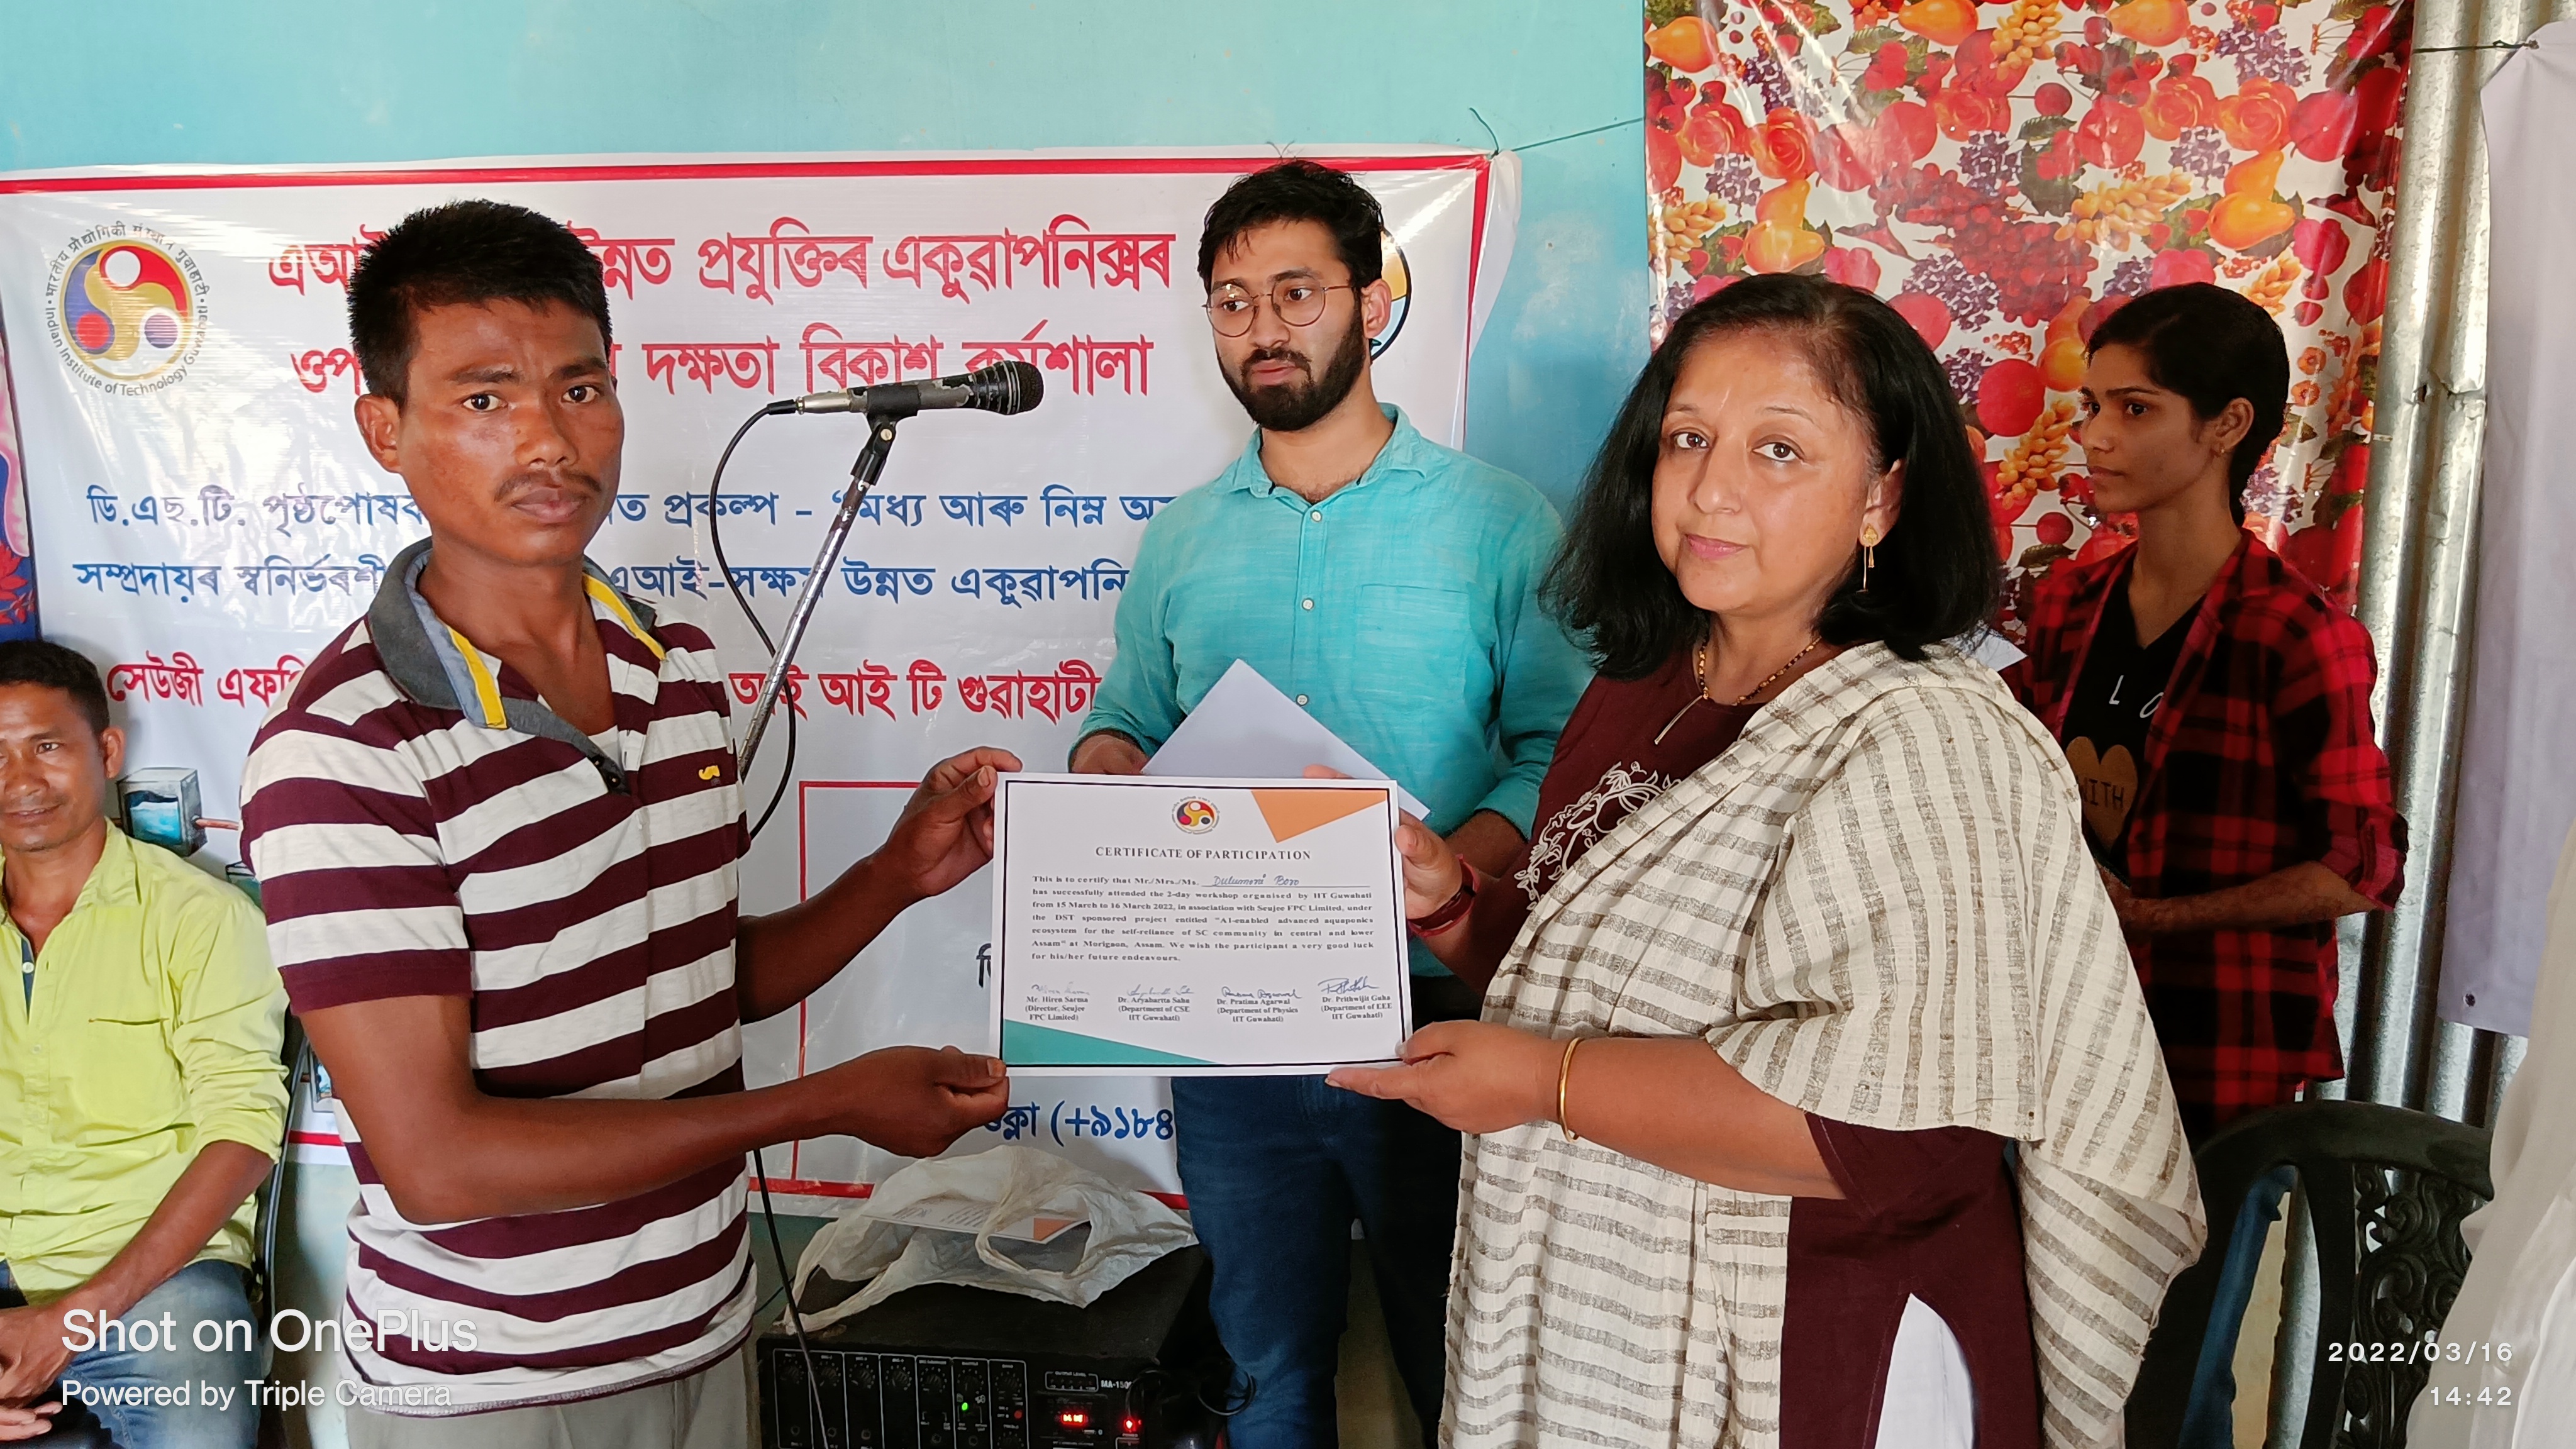 भारतीय प्रौद्योगिकी संस्थान गुवाहाटी
Indian Institute of Technology Guwahati
উন্নত প্ৰযুক্তিৰ একুৱাপনিক্সৰ
দক্ষতা বিকাশ কৰ্মশালা
ডি.এছ.টি. প্ৰকল্প - “মধ্য আৰু নিম্ন
সম্প্ৰদায়ৰ এআই-সক্ষম উন্নত
সেউজী আই আই টি গুৱাহাটী
(+৯১৮৪
CERTIFICATE OF PARTICIPATION
This is to certify that Mr./Mrs./Ms. Dulumoni Boro
has successfully attended the 2-day workshop organised by IIT Guwahati
from 15 March to 16 March 2022, in association with Seujee FPC Limited, under
the DST sponsored project entitled "AI-enabled advanced aquaponics
ecosystem for the self-reliance of SC community in central and lower
Assam" at Morigaon, Assam. We wish the participant a very good luck
for his/her future endeavours.
Mr. Hiren Sarma
(Director, Seujee
FPC Limited)
Dr. Aryabartta Sahu
(Department of CSE
IIT Guwahati)
Dr. Pratima Agarwal
(Department of Physics
IIT Guwahati)
Dr. Prithwijit Guha
(Department of EEE
IIT Guwahati)
Shot on OnePlus
Powered by Triple Camera
2022/03/16
14:42